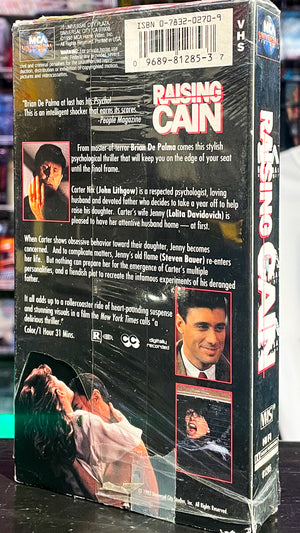 MCA
UNIVERSAL
VHS
ISBN 0-7832-0270-9
9689-81285-3 7
RAISING
CAIN
"Brian De Palma at last has his Psycho!
This is an intelligent shocker that earns its scares."
-People Magazine
From master-of-terror Brian De Palma comes this stylish
psychological thriller that will keep you on the edge of your seat
until the final frame.
Carter Nix (John Lithgow) is a respected psychologist, loving
husband and devoted father who decides to take a year off to help
raise his daughter. Carter's wife Jenny (Lolita Davidovich) is
pleased to have her attentive husband home — at first.
When Carter shows obsessive behavior toward their daughter, Jenny becomes
concerned. And to complicate matters, Jenny's old flame (Steven Bauer) re-enters
her life. But nothing can prepare her for the emergence of Carter's multiple
personalities, and a fiendish plot to recreate the infamous experiments of his deranged
father.
It all adds up to a rollercoaster ride of heart-pounding suspense
and stunning visuals in a film the New York Times calls "a
delirious thriller."
Color/1 Hour 31 Mins.
R
CC
digitally
recorded
RAISING
CAIN
VHS